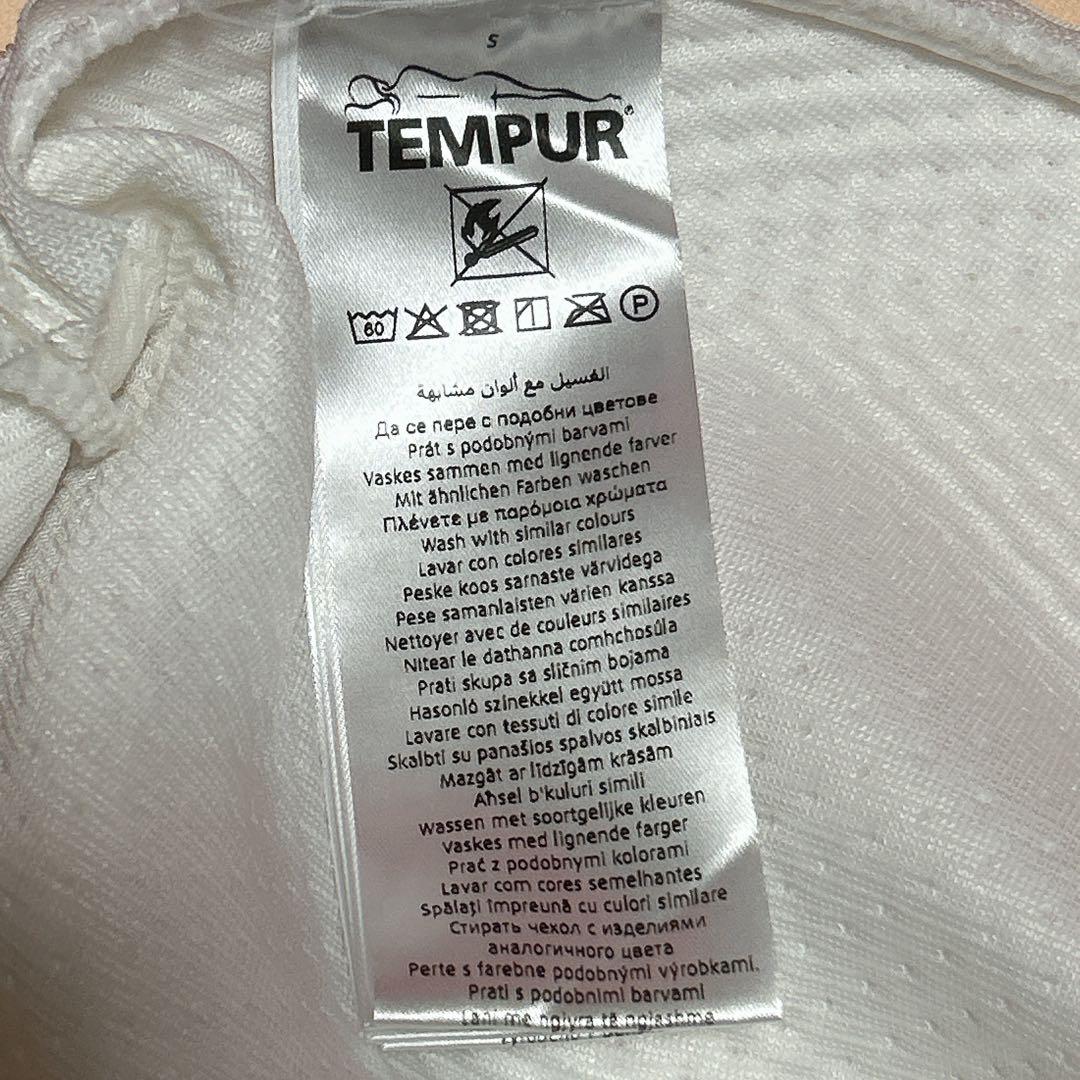 S
TEMPUR®
60
P
الغسيل مع ألوان مشابهة
Да се пере с подобни цветове
Prát s podobnými barvami
Vaskes sammen med lignende farver
Mit ähnlichen Farben waschen
Πλένετε με παρόμοια χρώματα
Wash with similar colours
Lavar con colores similares
Peske koos sarnaste värvidega
Pese samanlaisten värien kanssa
Nettoyer avec de couleurs similaires
Nitear le dathanna comhchosúla
Prati skupa sa sličnim bojama
Hasonló színekkel együtt mossa
Lavare con tessuti di colore simile
Skalbti su panašios spalvos skalbiniais
Mazgāt ar līdzīgām krāsām
Aħsel b'kuluri simili
Wassen met soortgelijke kleuren
Vaskes med lignende farger
Prać z podobnymi kolorami
Lavar com cores semelhantes
Spălați împreună cu culori similare
Стирать чехол с изделиями
аналогичного цвета
Perte s farebne podobnými výrobkami.
Prati s podobnimi barvami
Lani me ngjyra të ngjashme